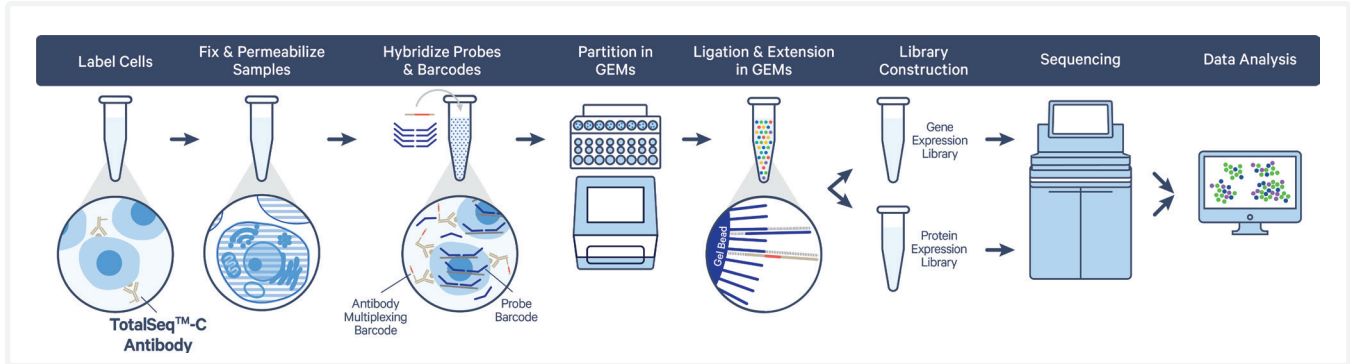 Label Cells
Fix & Permeabilize
Samples
Hybridize Probes
& Barcodes
Partition in
GEMs
Ligation & Extension
in GEMs
Library
Construction
Sequencing
Data Analysis
Gene
Expression
Library
Protein
Expression
Library
Gel Bead
Antibody
Multiplexing
Barcode
Probe
Barcode
TotalSeq™-C
Antibody